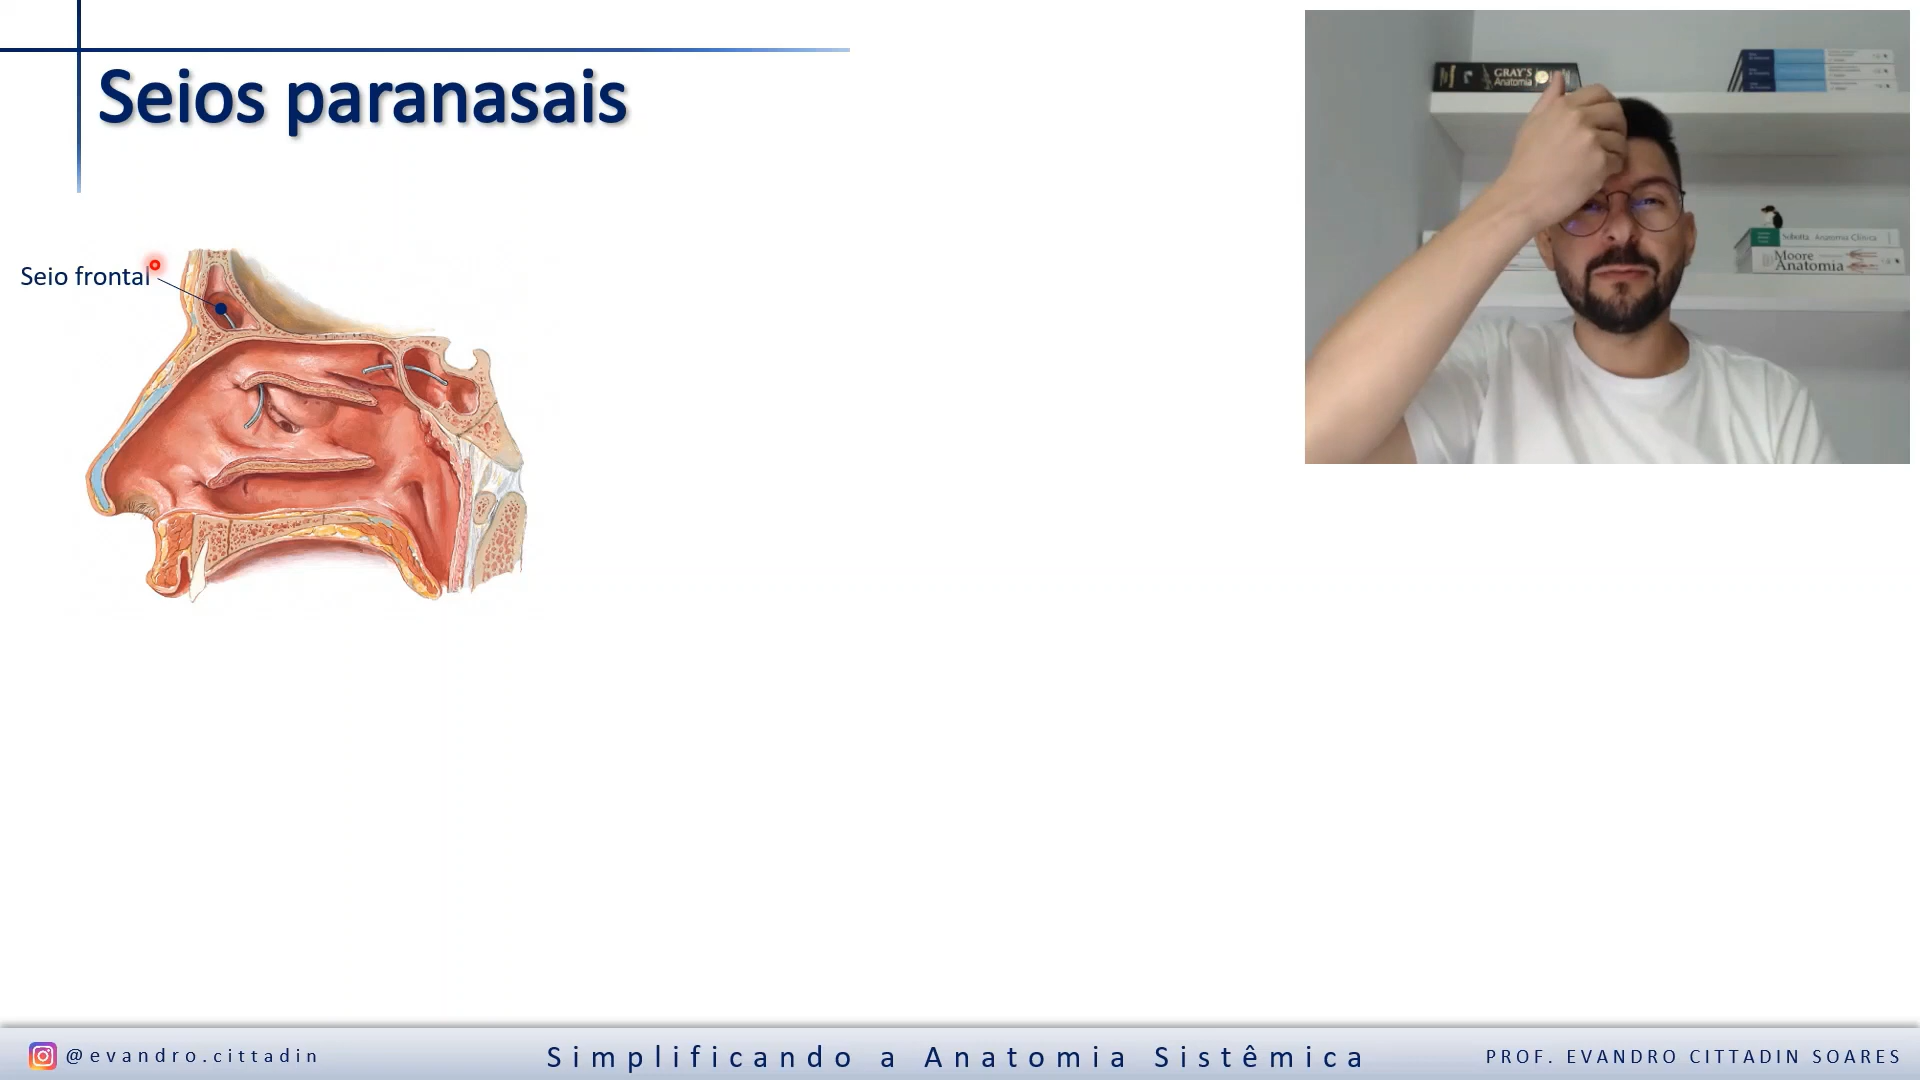 Seios paranasais
Seio frontal
GRAY'S
Anatomia
Sobotta Anatomia Clínica
Moore
Anatomia
@evandro.cittadin
Simplificando a Anatomia Sistêmica
PROF. EVANDRO CITTADIN SOARES